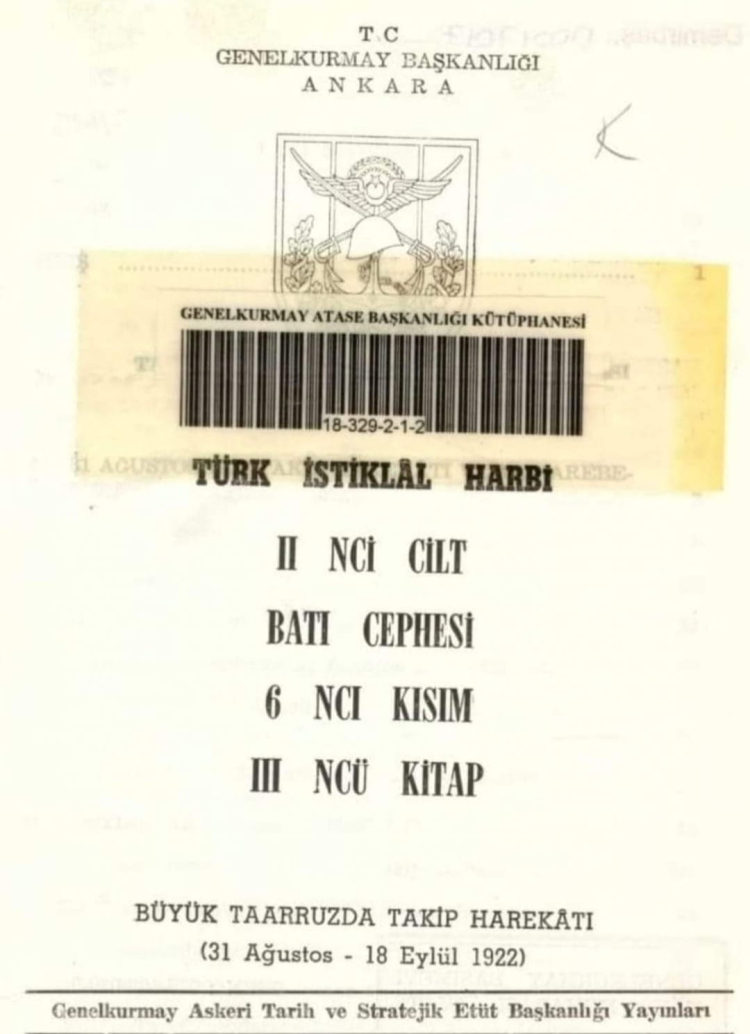 T.C
GENELKURMAY BAŞKANLIĞI
ANKARA
1
GENELKURMAY ATASE BAŞKANLIĞI KÜTÜPHANESİ
18-329-2-1-2
TÜRK İSTİKLÂL HARBİ
II NCİ CİLT
BATI CEPHESİ
6 NCI KISIM
III NCÜ KİTAP
BÜYÜK TAARRUZDA TAKİP HAREKÂTI
(31 Ağustos - 18 Eylül 1922)
Genelkurmay Askeri Tarih ve Stratejik Etüt Başkanlığı Yayınları